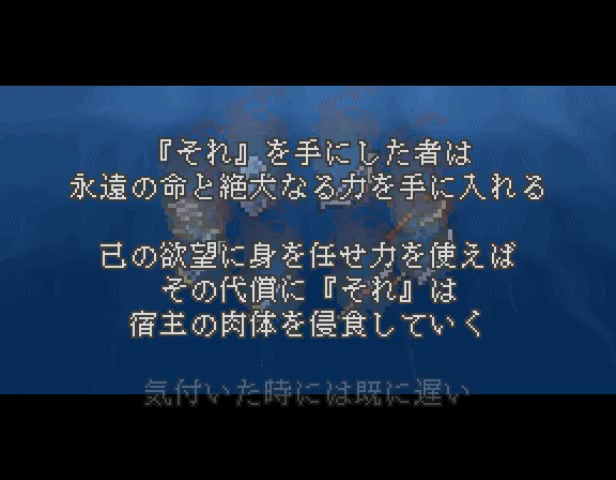 『それ』を手にした者は
永遠の命と絶大なる力を手に入れる
己の欲望に身を任せ力を使えば
その代償に『それ』は
宿主の肉体を侵食していく
気付いた時には既に遅い